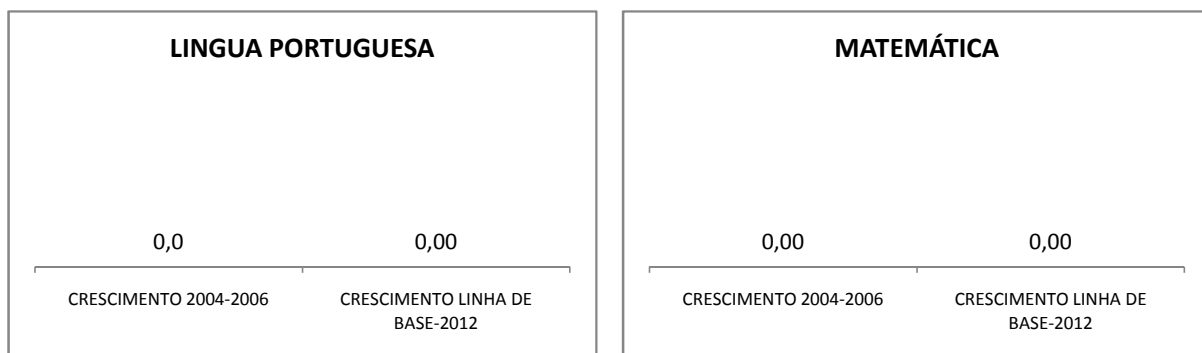 LINGUA PORTUGUESA
0,0
0,00
CRESCIMENTO 2004-2006
CRESCIMENTO LINHA DE
BASE-2012
MATEMÁTICA
0,00
0,00
CRESCIMENTO 2004-2006
CRESCIMENTO LINHA DE
BASE-2012